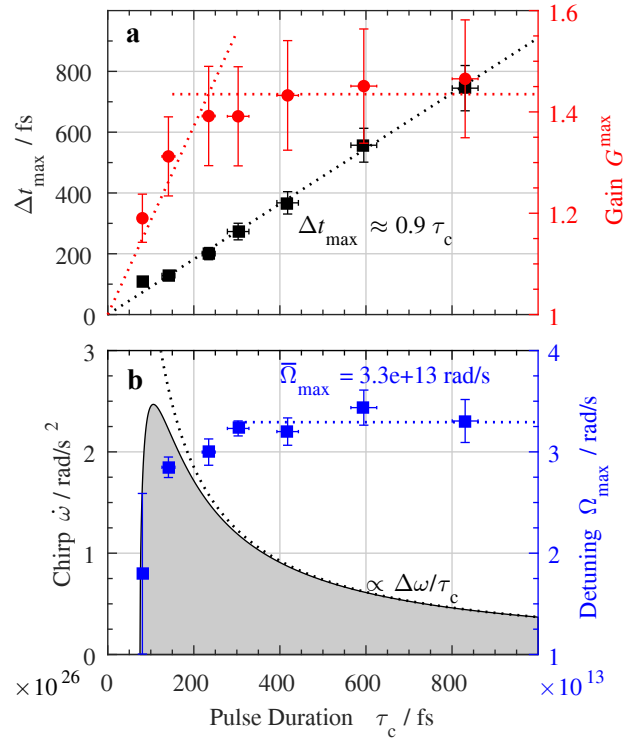 a
Δt_max / fs
800
600
400
200
0
1.6
1.4
1.2
1
Gain G^max
Δt_max ≈ 0.9 τ_c
b
Ω̅_max = 3.3e+13 rad/s
Chirp ω̇ / rad/s²
3
2
1
0
4
3
2
1
Detuning Ω_max / rad/s
∝ Δω/τ_c
×10^26
0
200
400
600
800
×10^13
Pulse Duration τ_c / fs